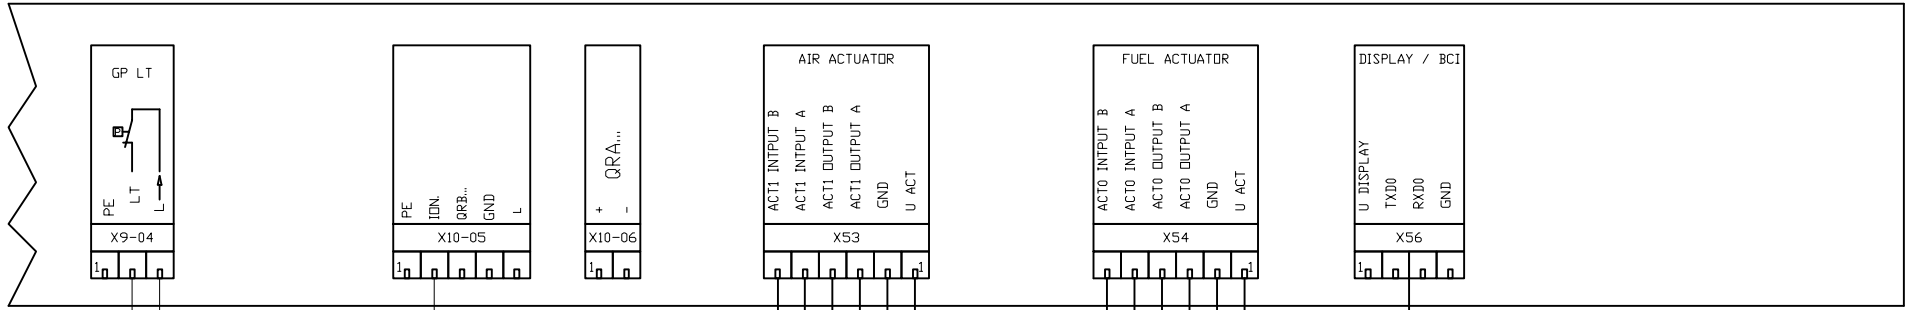 GP LT
P
PE
LT
L
X9-04
1
PE
ION.
QRB...
GND
L
X10-05
1
QRA...
+
-
X10-06
1
AIR ACTUATOR
ACT1 INTPUT B
ACT1 INTPUT A
ACT1 OUTPUT B
ACT1 OUTPUT A
GND
U ACT
X53
1
FUEL ACTUATOR
ACT0 INTPUT B
ACT0 INTPUT A
ACT0 OUTPUT B
ACT0 OUTPUT A
GND
U ACT
X54
1
DISPLAY / BCI
U DISPLAY
TXD0
RXD0
GND
X56
1